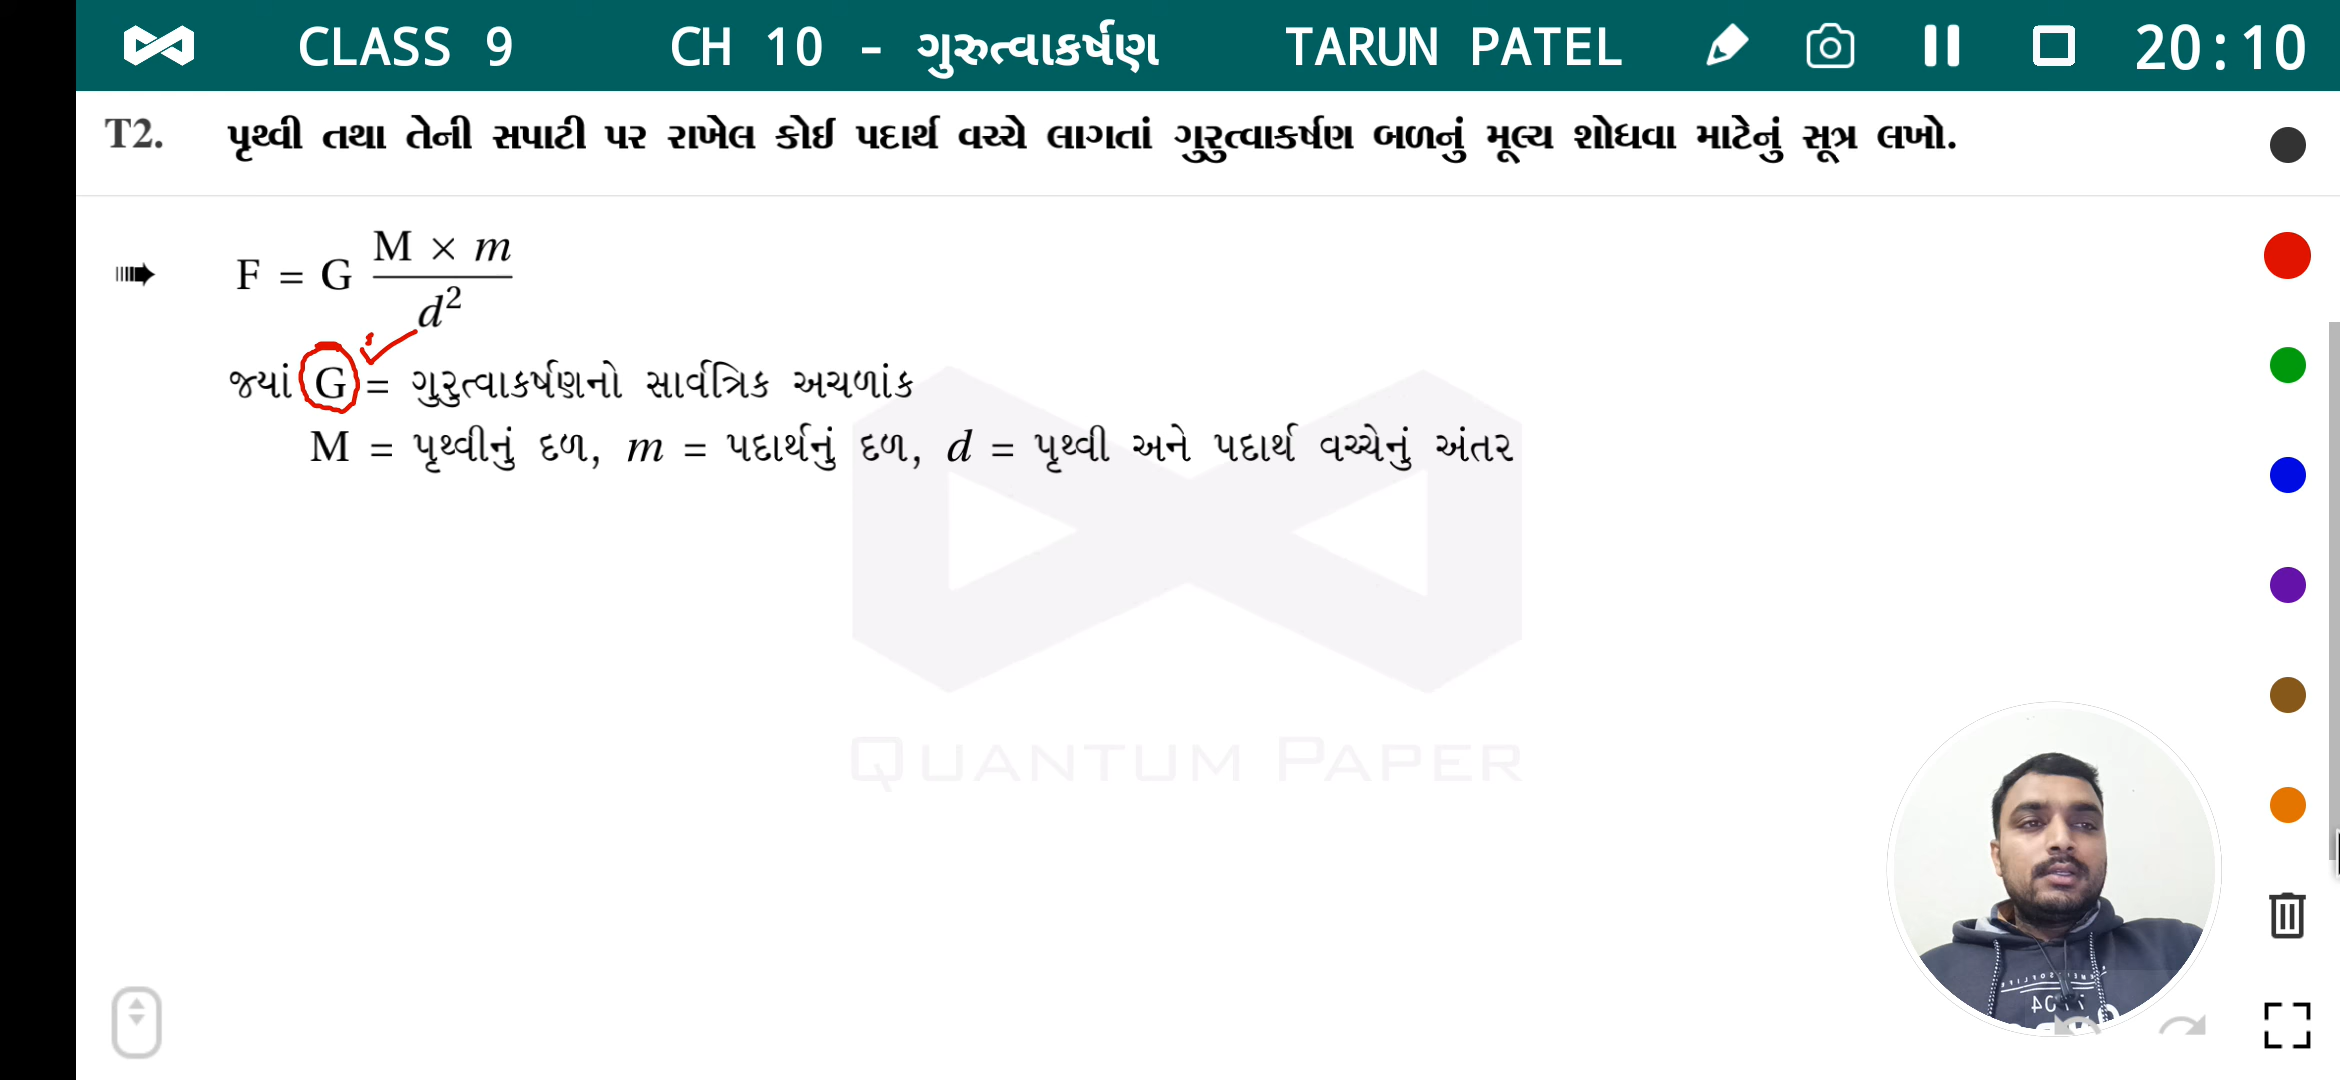 CLASS 9 CH 10 - ગુરુત્વાકર્ષણ TARUN PATEL 20:10
T2. પૃથ્વી તથા તેની સપાટી પર રાખેલ કોઈ પદાર્થ વચ્ચે લાગતાં ગુરુત્વાકર્ષણ બળનું મૂલ્ય શોધવા માટેનું સૂત્ર લખો.
F = G M × m / d²
જ્યાં G = ગુરુત્વાકર્ષણનો સાર્વત્રિક અચળાંક
M = પૃથ્વીનું દળ, m = પદાર્થનું દળ, d = પૃથ્વી અને પદાર્થ વચ્ચેનું અંતર
QUANTUM PAPER